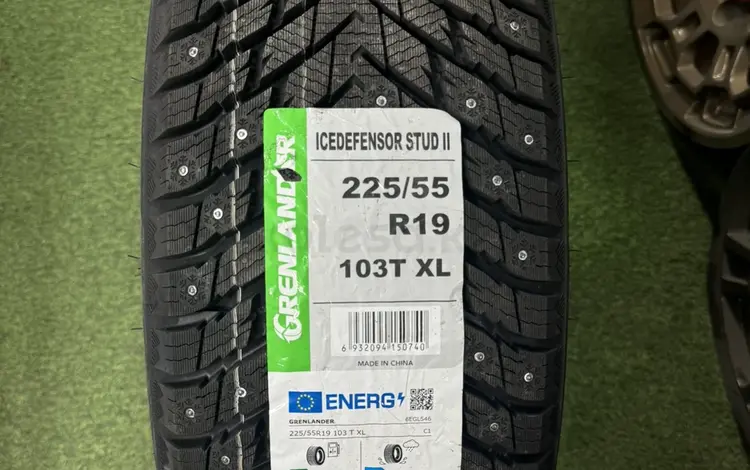 GRENLANDER
ICEDEFENSOR STUD II
225/55
R19
103T XL
6 932094 150740
MADE IN CHINA
ENERG
GRENLANDER
6EGL546
225/55R19 103 T XL
C1